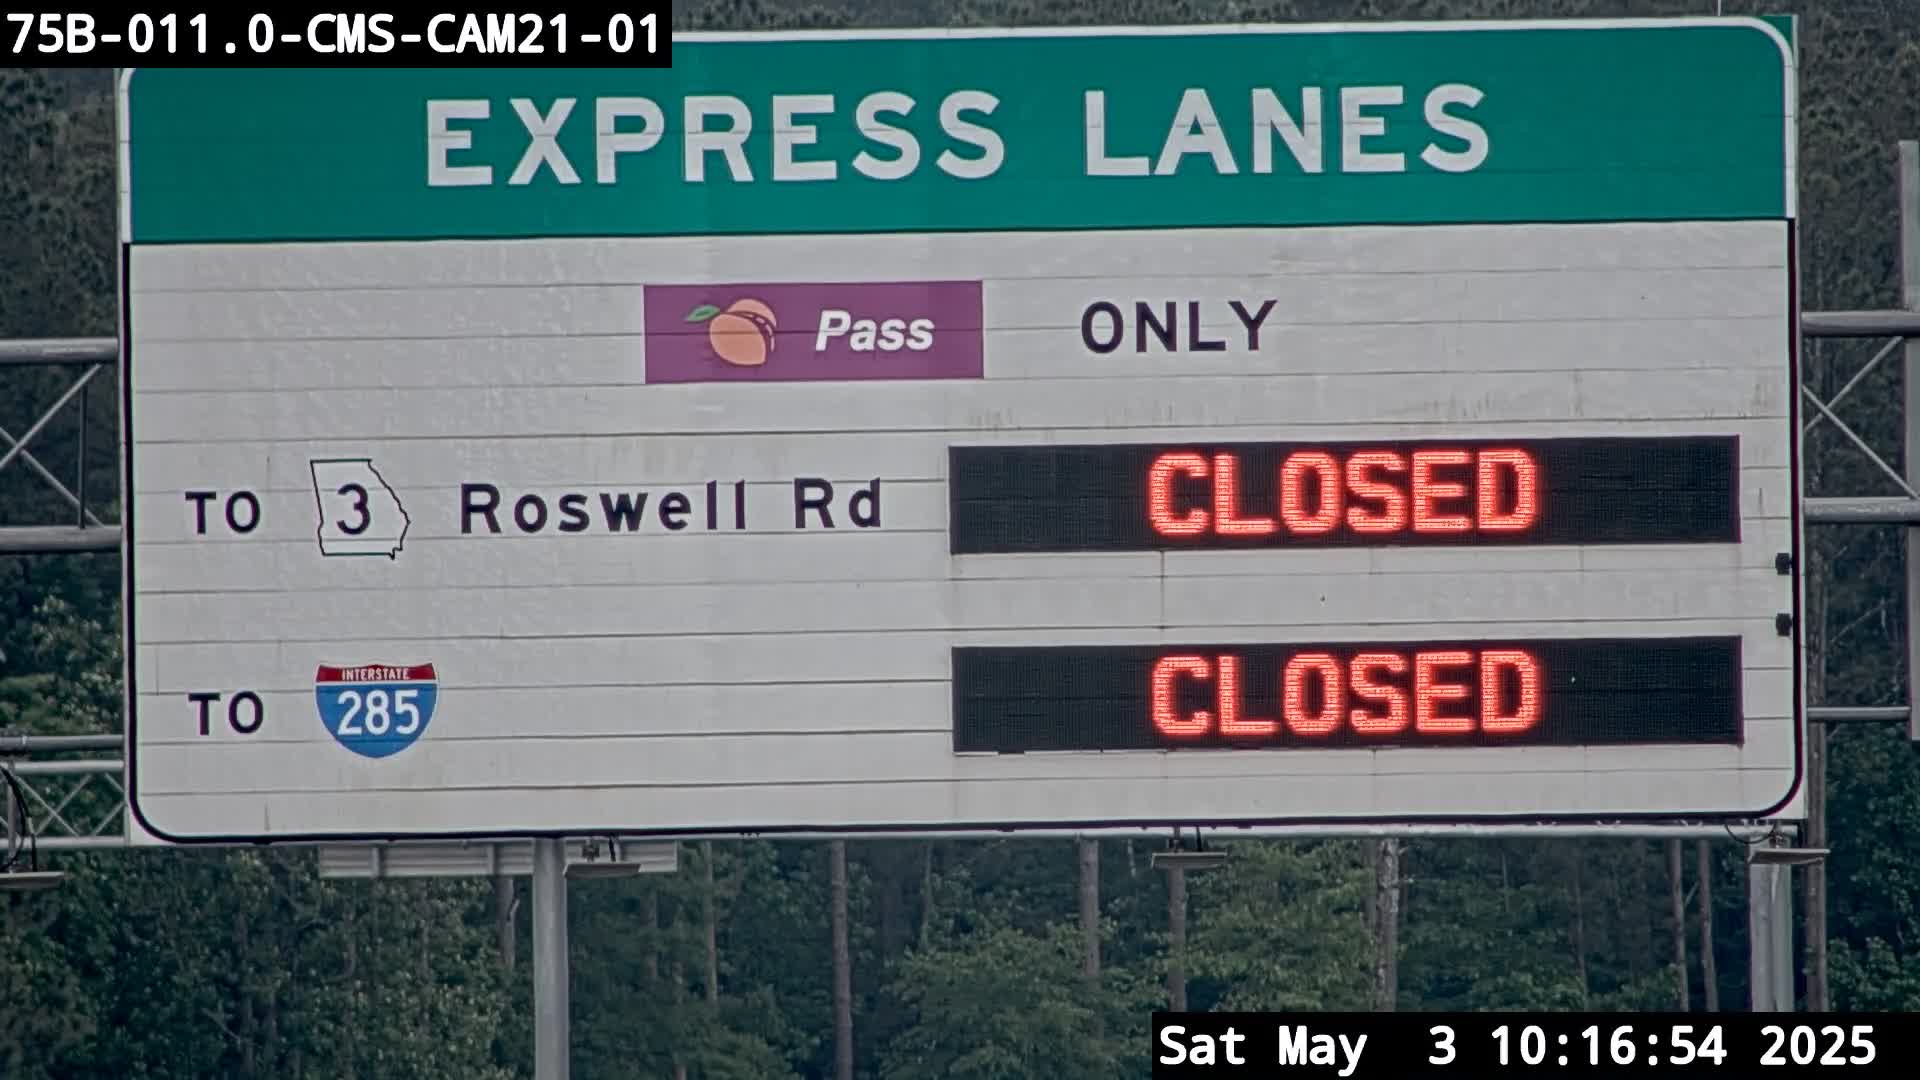 75B-011.0-CMS-CAM21-01
EXPRESS LANES
Pass ONLY
TO 3 Roswell Rd CLOSED
TO INTERSTATE 285 CLOSED
Sat May 3 10:16:54 2025